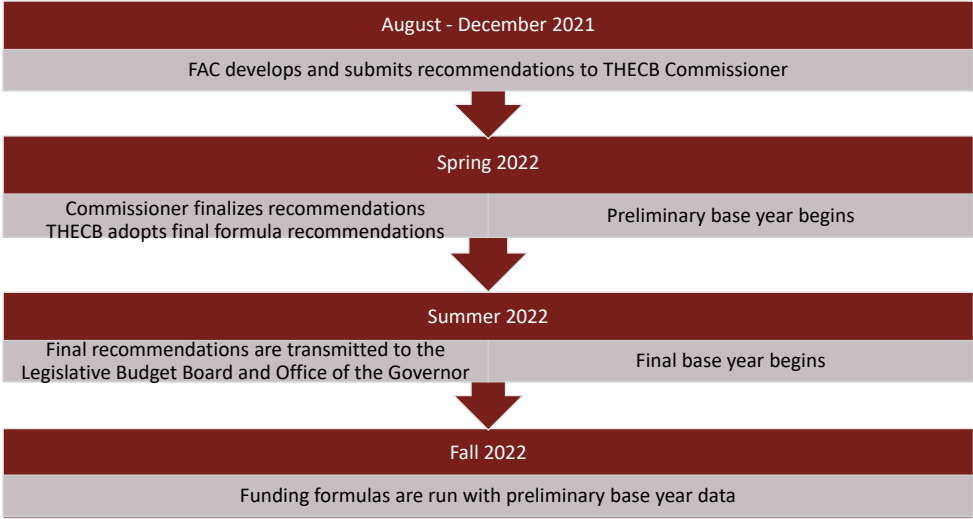 August - December 2021
FAC develops and submits recommendations to THECB Commissioner
Spring 2022
Commissioner finalizes recommendations
THECB adopts final formula recommendations
Preliminary base year begins
Summer 2022
Final recommendations are transmitted to the
Legislative Budget Board and Office of the Governor
Final base year begins
Fall 2022
Funding formulas are run with preliminary base year data